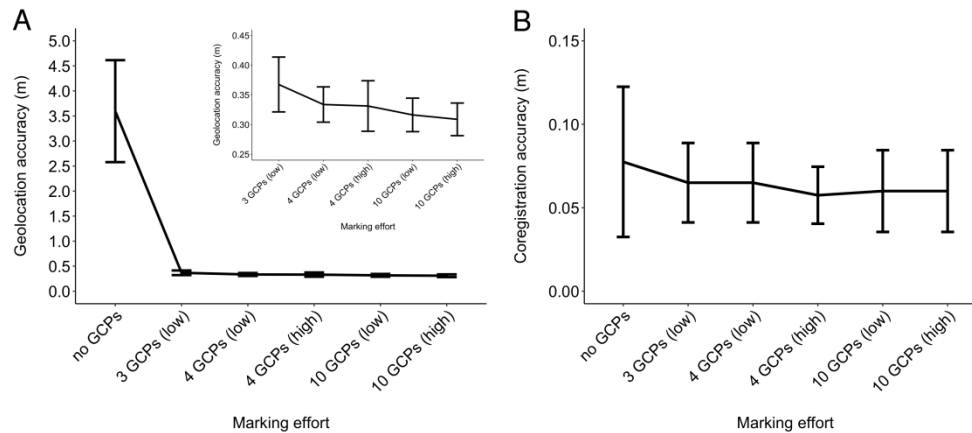 A
Geolocation accuracy (m)
5.0
4.5
4.0
3.5
3.0
2.5
2.0
1.5
1.0
0.5
0.0
no GCPs
3 GCPs (low)
4 GCPs (low)
4 GCPs (high)
10 GCPs (low)
10 GCPs (high)
Marking effort
Geolocation accuracy (m)
0.45
0.40
0.35
0.30
0.25
3 GCPs (low)
4 GCPs (low)
4 GCPs (high)
10 GCPs (low)
10 GCPs (high)
Marking effort
B
Coregistration accuracy (m)
0.15
0.10
0.05
0.00
no GCPs
3 GCPs (low)
4 GCPs (low)
4 GCPs (high)
10 GCPs (low)
10 GCPs (high)
Marking effort